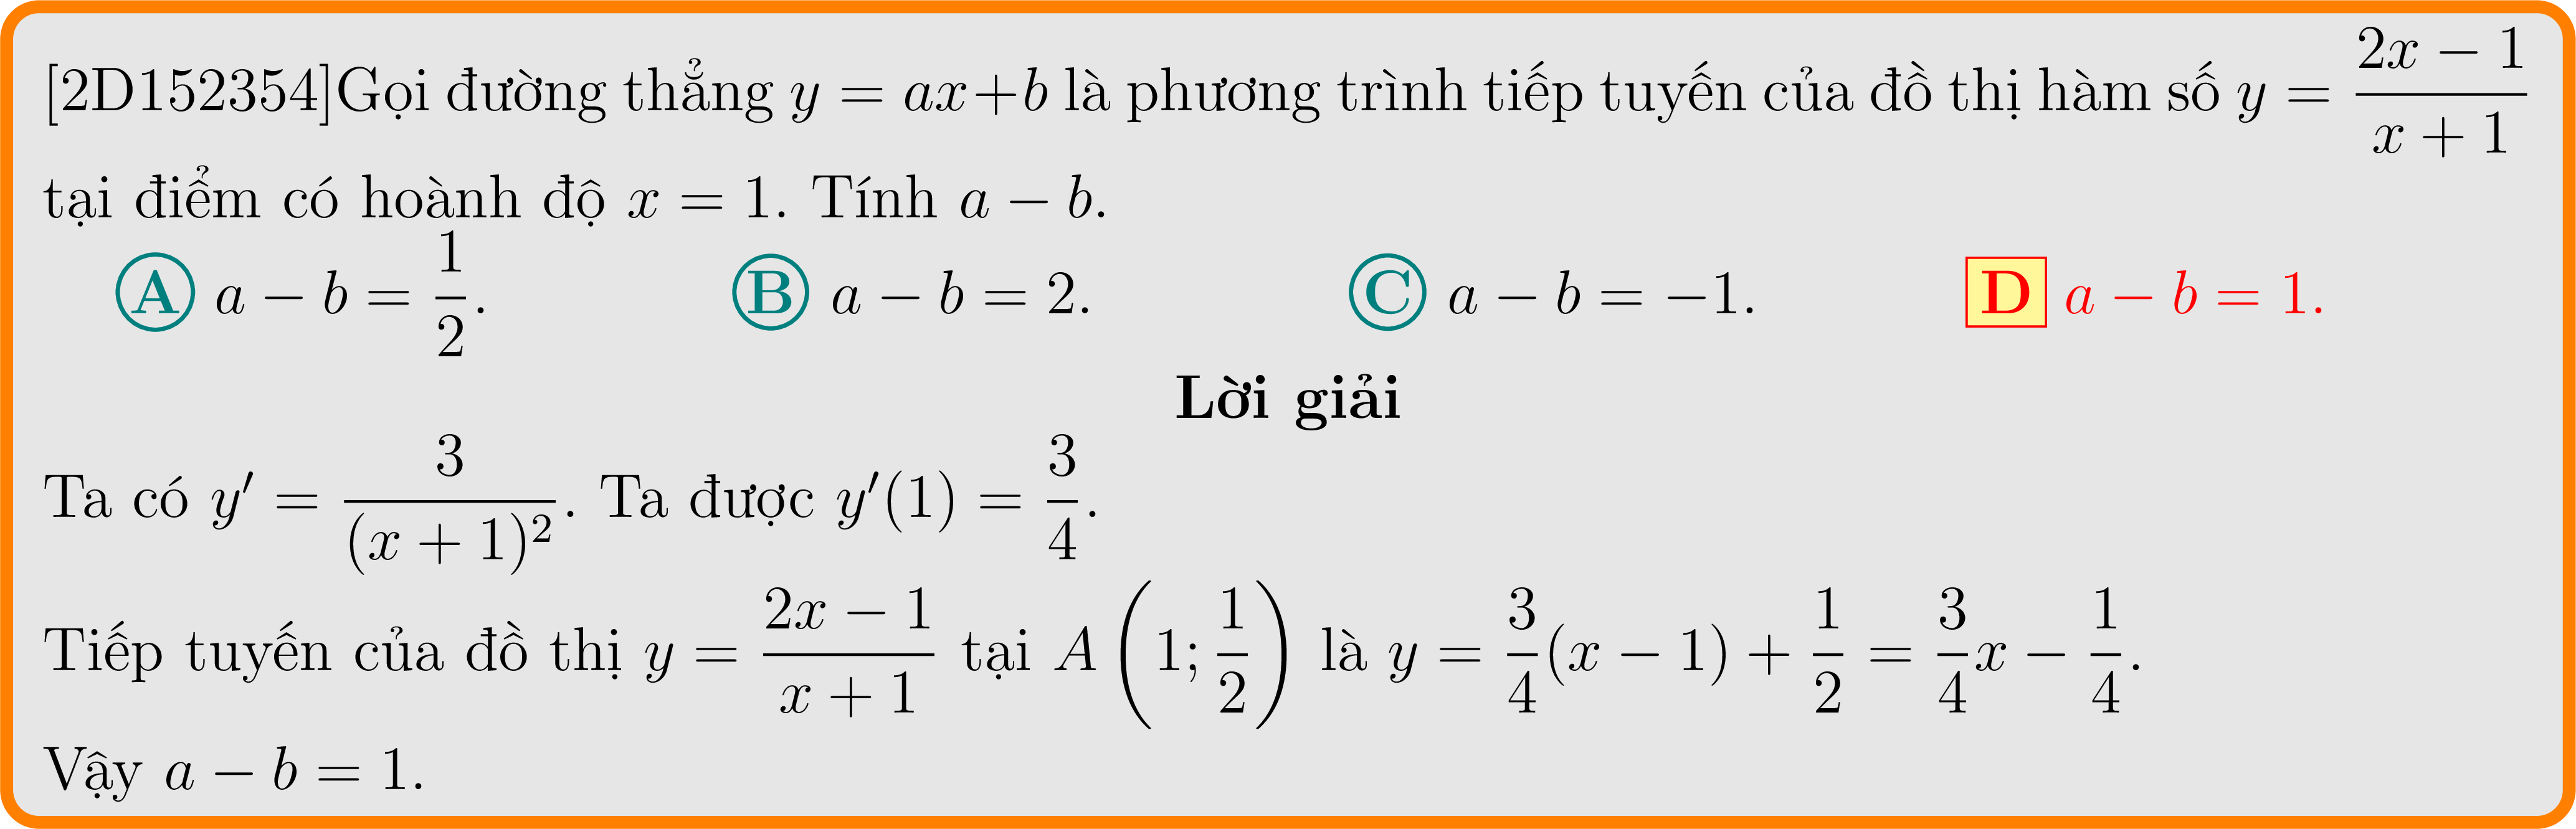 [2D152354]Gọi đường thẳng y = ax+b là phương trình tiếp tuyến của đồ thị hàm số y = \frac{2x − 1}{x + 1}
tại điểm có hoành độ x = 1. Tính a − b.
A a − b = \frac{1}{2}. B a − b = 2. C a − b = −1. D a − b = 1.
Lời giải
Ta có y′ = \frac{3}{(x + 1)^2}. Ta được y′(1) = \frac{3}{4}.
Tiếp tuyến của đồ thị y = \frac{2x − 1}{x + 1} tại A (1; \frac{1}{2}) là y = \frac{3}{4}(x − 1) + \frac{1}{2} = \frac{3}{4}x − \frac{1}{4}.
Vậy a − b = 1.